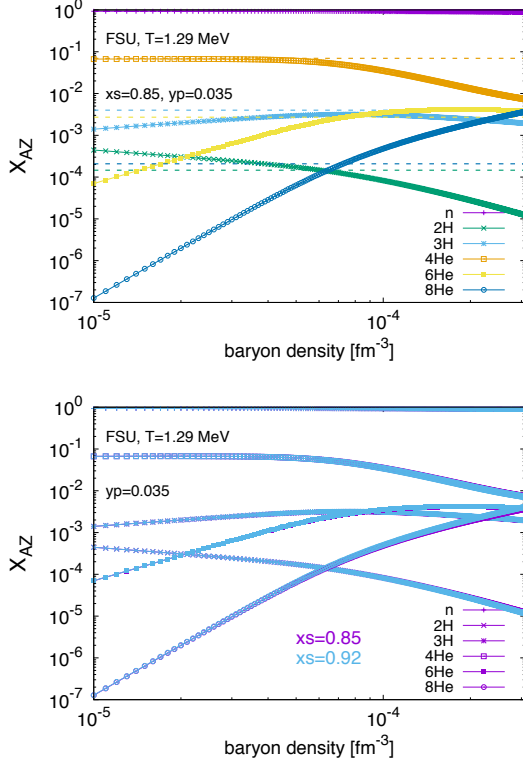 10^0
10^-1
10^-2
10^-3
10^-4
10^-5
10^-6
10^-7
X_AZ
FSU, T=1.29 MeV
xs=0.85, yp=0.035
n
2H
3H
4He
6He
8He
10^-5
10^-4
baryon density [fm^-3]
10^0
10^-1
10^-2
10^-3
10^-4
10^-5
10^-6
10^-7
X_AZ
FSU, T=1.29 MeV
yp=0.035
xs=0.85
xs=0.92
n
2H
3H
4He
6He
8He
10^-5
10^-4
baryon density [fm^-3]